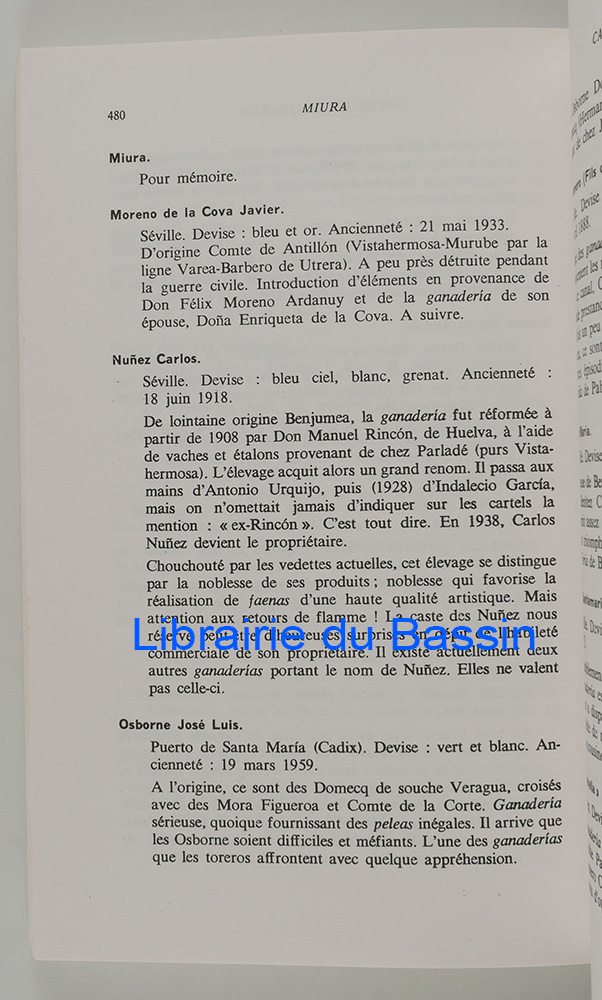 480
MIURA
Miura.
Pour mémoire.
Moreno de la Cova Javier.
Séville. Devise : bleu et or. Ancienneté : 21 mai 1933.
D'origine Comte de Antillón (Vistahermosa-Murube par la
ligne Varea-Barbero de Utrera). A peu près détruite pendant
la guerre civile. Introduction d'éléments en provenance de
Don Félix Moreno Ardanuy et de la ganadería de son
épouse, Doña Enriqueta de la Cova. A suivre.
Nuñez Carlos.
Séville. Devise : bleu ciel, blanc, grenat. Ancienneté :
18 juin 1918.
De lointaine origine Benjumea, la ganadería fut réformée à
partir de 1908 par Don Manuel Rincón, de Huelva, à l'aide
de vaches et étalons provenant de chez Parladé (purs Vista-
hermosa). L'élevage acquit alors un grand renom. Il passa aux
mains d'Antonio Urquijo, puis (1928) d'Indalecio García,
mais on n'omettait jamais d'indiquer sur les cartels la
mention : « ex-Rincón ». C'est tout dire. En 1938, Carlos
Nuñez devient le propriétaire.
Chouchouté par les vedettes actuelles, cet élevage se distingue
par la noblesse de ses produits ; noblesse qui favorise la
réalisation de faenas d'une haute qualité artistique. Mais
attention aux retours de flamme ! La caste des Nuñez nous
réserve peut-être d'heureuses surprises en dépit de l'habileté
Librairie du Bassin
commerciale de son propriétaire. Il existe actuellement deux
autres ganaderías portant le nom de Nuñez. Elles ne valent
pas celle-ci.
Osborne José Luis.
Puerto de Santa María (Cadix). Devise : vert et blanc. An-
cienneté : 19 mars 1959.
A l'origine, ce sont des Domecq de souche Veragua, croisés
avec des Mora Figueroa et Comte de la Corte. Ganadería
sérieuse, quoique fournissant des peleas inégales. Il arrive que
les Osborne soient difficiles et méfiants. L'une des ganaderías
que les toreros affrontent avec quelque appréhension.